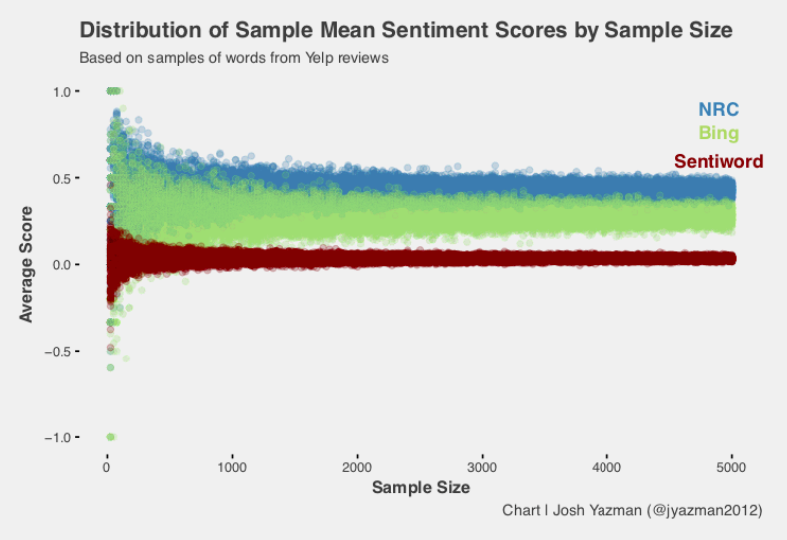 Distribution of Sample Mean Sentiment Scores by Sample Size
Based on samples of words from Yelp reviews
1.0
0.5
0.0
−0.5
−1.0
Average Score
NRC
Bing
Sentiword
0 1000 2000 3000 4000 5000
Sample Size
Chart | Josh Yazman (@jyazman2012)